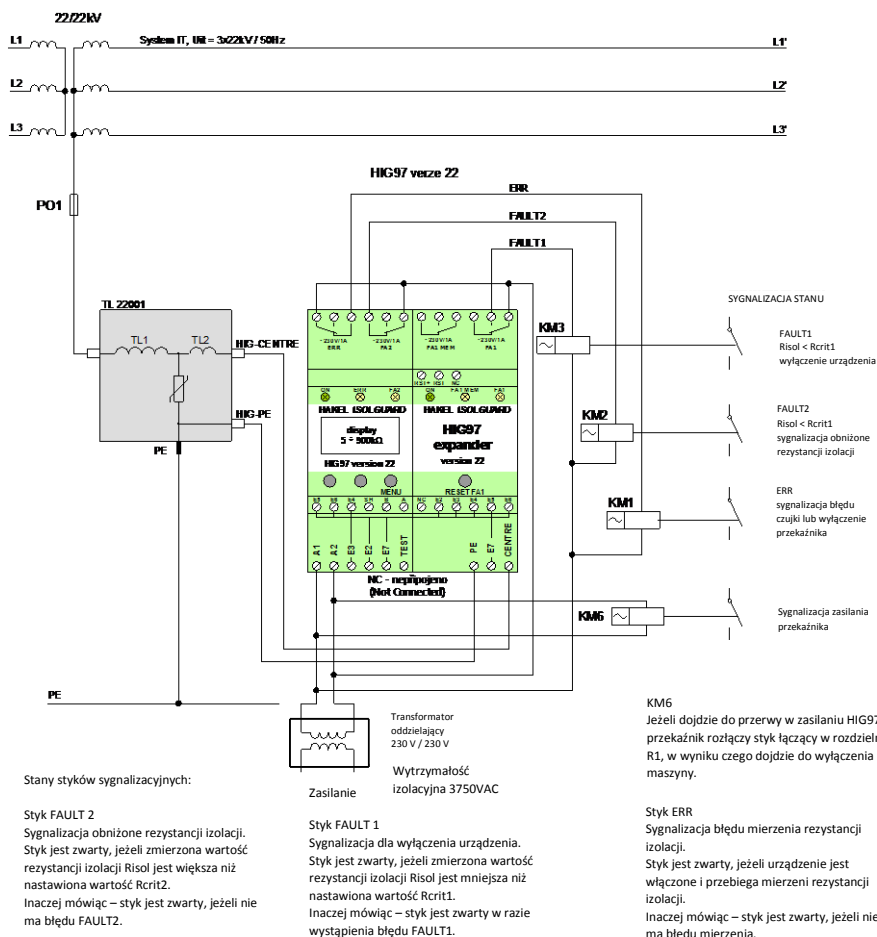 22/22kV
L1
System IT, Uit = 3x22kV / 50Hz
L1'
L2
L2'
L3
L3'
HIG97 verze 22
ERR
PO1
FAULT2
FAULT1
TL 22001
KM3
SYGNALIZACJA STANU
TL1
TL2
HIG-CENTRE
~230V/1A
ERR
~230V/1A
FA2
~230V/1A
FA1 MEM
~230V/1A
FA1
FAULT1
Risol < Rcrit1
wyłączenie urządzenia
RST+ RST NC
ON ERR FA2 ON FA1 MEM FA1
HAKEL ISOLGUARD HAKEL ISOLGUARD
HIG-PE
display
5 ÷ 900kΩ
HIG97
expander
version 22
HIG97 version 22
KM2
FAULT2
Risol < Rcrit1
sygnalizacja obniżone
rezystancji izolacji
PE
MENU
RESET FA1
KM1
ERR
sygnalizacja błędu
czujki lub wyłączenie
przekaźnika
A1 A2 E3 E2 E7 TEST PE E7 CENTRE
NC - nepřipojeno
(Not Connected)
KM6
Sygnalizacja zasilania
przekaźnika
PE
Transformator
oddzielający
230 V / 230 V
Wytrzymałość
izolacyjna 3750VAC
Zasilanie
KM6
Jeżeli dojdzie do przerwy w zasilaniu HIG97
przekaźnik rozłączy styk łączący w rozdzieln
R1, w wyniku czego dojdzie do wyłączenia
maszyny.
Stany styków sygnalizacyjnych:
Styk FAULT 2
Sygnalizacja obniżone rezystancji izolacji.
Styk jest zwarty, jeżeli zmierzona wartość
rezystancji izolacji Risol jest większa niż
nastawiona wartość Rcrit2.
Inaczej mówiąc – styk jest zwarty, jeżeli nie
ma błędu FAULT2.
Styk FAULT 1
Sygnalizacja dla wyłączenia urządzenia.
Styk jest zwarty, jeżeli zmierzona wartość
rezystancji izolacji Risol jest mniejsza niż
nastawiona wartość Rcrit1.
Inaczej mówiąc – styk jest zwarty w razie
wystąpienia błędu FAULT1.
Styk ERR
Sygnalizacja błędu mierzenia rezystancji
izolacji.
Styk jest zwarty, jeżeli urządzenie jest
włączone i przebiega mierzeni rezystancji
izolacji.
Inaczej mówiąc – styk jest zwarty, jeżeli nie
ma błędu mierzenia.